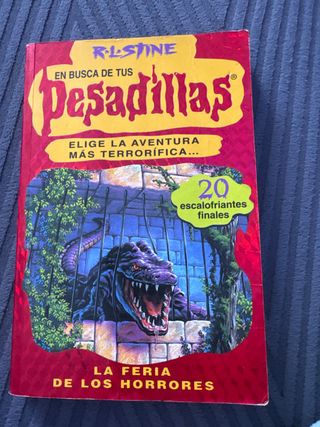 R·L·STINE
EN BUSCA DE TUS
Pesadillas®
ELIGE LA AVENTURA
MÁS TERRORÍFICA...
20
escalofriantes
finales
LA FERIA
DE LOS HORRORES